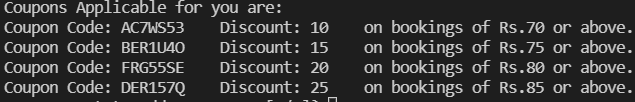 Coupons Applicable for you are:
Coupon Code: AC7WS53 Discount: 10 on bookings of Rs.70 or above.
Coupon Code: BER1U4O Discount: 15 on bookings of Rs.75 or above.
Coupon Code: FRG55SE Discount: 20 on bookings of Rs.80 or above.
Coupon Code: DER157Q Discount: 25 on bookings of Rs.85 or above.